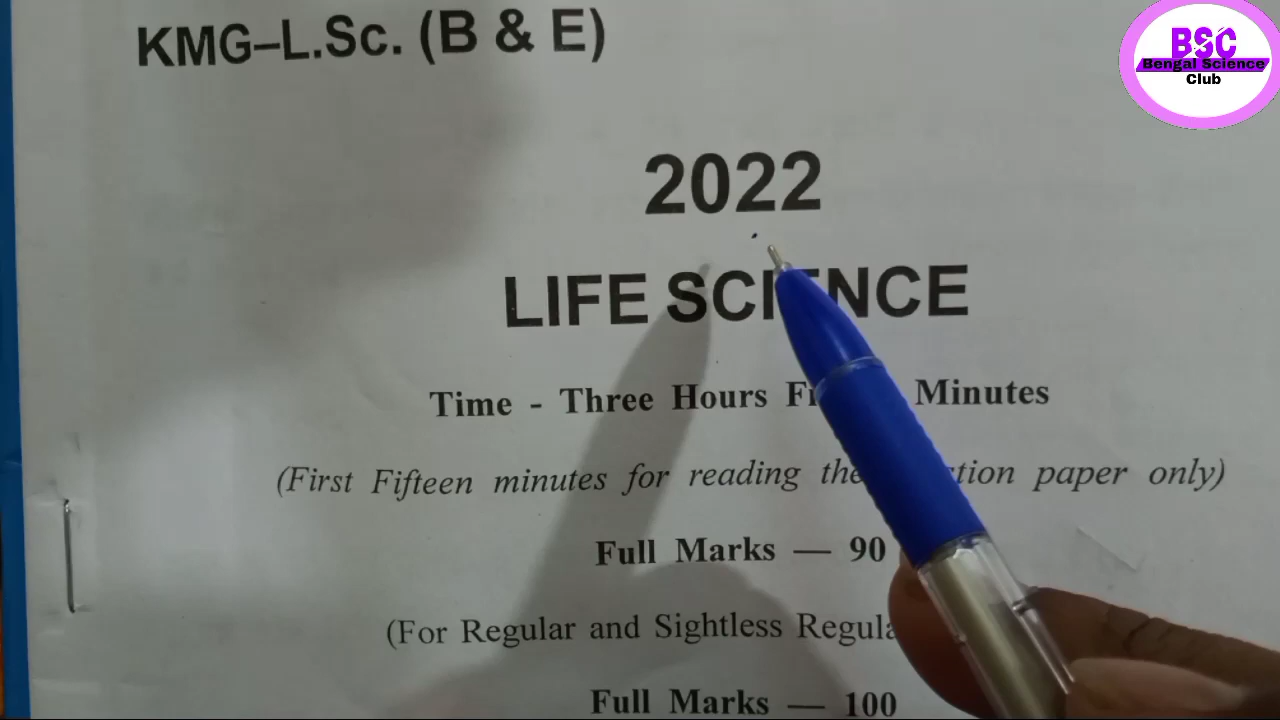 KMG–L.Sc. (B & E)
BSC
Bengal Science
Club
2022
LIFE SCIENCE
Time - Three Hours Minutes
(First Fifteen minutes for reading the paper only)
Full Marks — 90
(For Regular and Sightless
Full Marks — 100